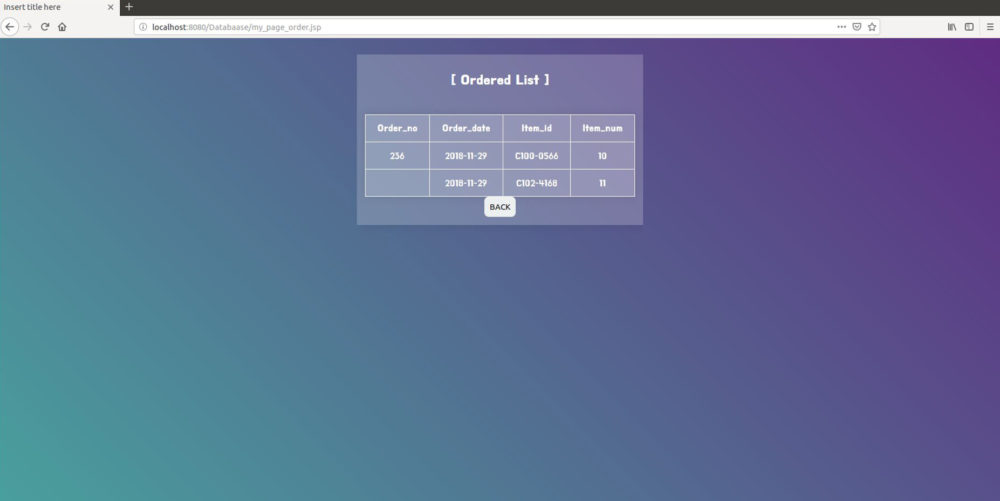 Insert title here
localhost:8080/Databaase/my_page_order.jsp
[ Ordered List ]
Order_no Order_date Item_id Item_num
236 2018-11-29 C100-0566 10
2018-11-29 C102-4168 11
BACK